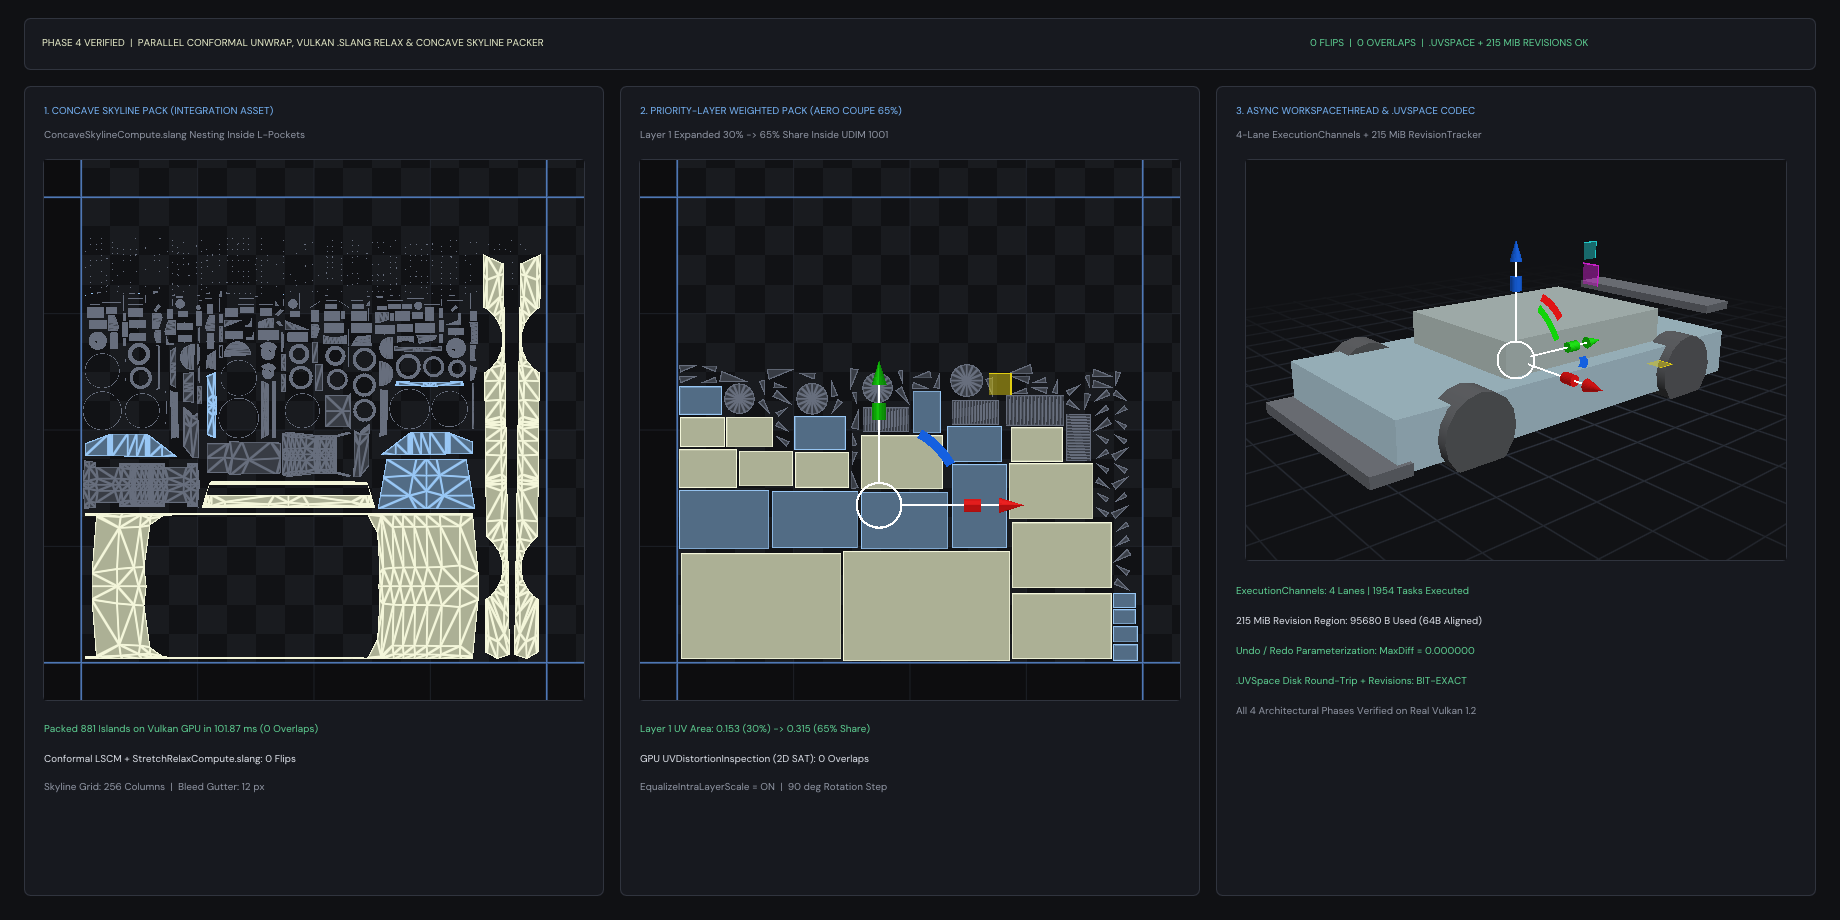 PHASE 4 VERIFIED | PARALLEL CONFORMAL UNWRAP, VULKAN .SLANG RELAX & CONCAVE SKYLINE PACKER
0 FLIPS | 0 OVERLAPS | .UVSPACE + 215 MIB REVISIONS OK
1. CONCAVE SKYLINE PACK (INTEGRATION ASSET)
ConcaveSkylineCompute.slang Nesting Inside L-Pockets
Packed 881 Islands on Vulkan GPU in 101.87 ms (0 Overlaps)
Conformal LSCM + StretchRelaxCompute.slang: 0 Flips
Skyline Grid: 256 Columns | Bleed Gutter: 12 px
2. PRIORITY-LAYER WEIGHTED PACK (AERO COUPE 65%)
Layer 1 Expanded 30% -> 65% Share Inside UDIM 1001
Layer 1 UV Area: 0.153 (30%) -> 0.315 (65% Share)
GPU UVDistortionInspection (2D SAT): 0 Overlaps
EqualizeIntraLayerScale = ON | 90 deg Rotation Step
3. ASYNC WORKSPACETHREAD & .UVSPACE CODEC
4-Lane ExecutionChannels + 215 MiB RevisionTracker
ExecutionChannels: 4 Lanes | 1954 Tasks Executed
215 MiB Revision Region: 95680 B Used (64B Aligned)
Undo / Redo Parameterization: MaxDiff = 0.000000
.UVSpace Disk Round-Trip + Revisions: BIT-EXACT
All 4 Architectural Phases Verified on Real Vulkan 1.2